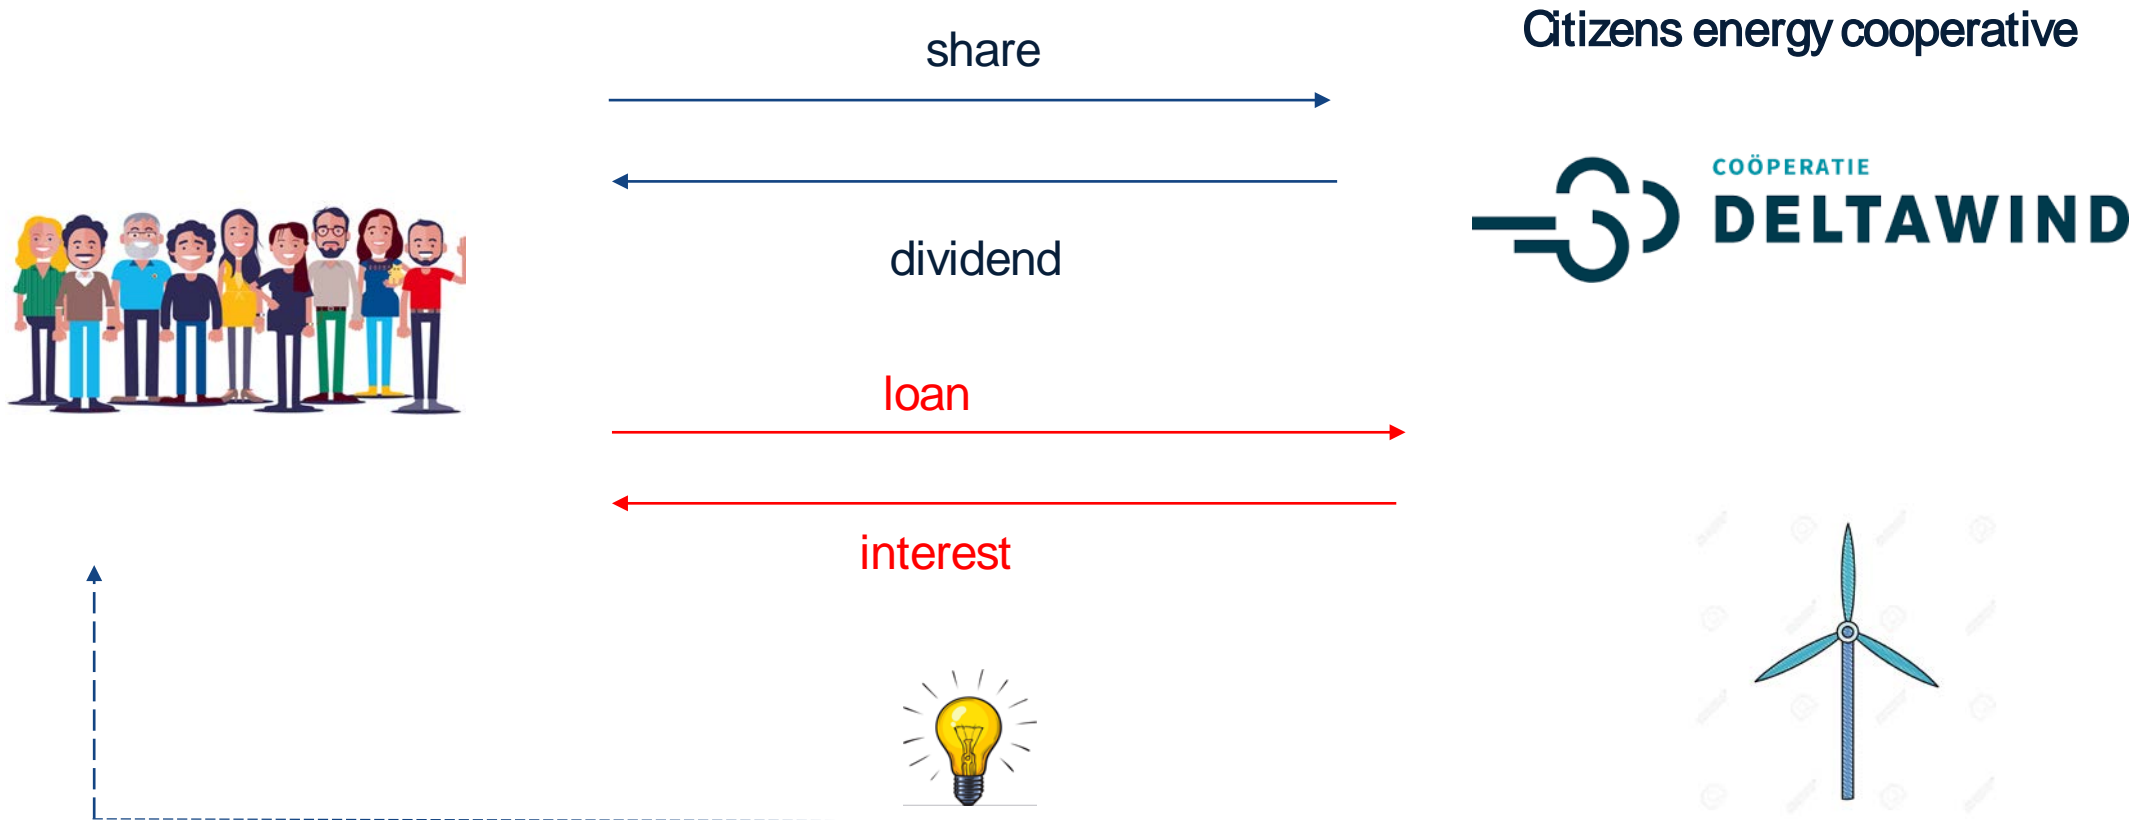 Citizens energy cooperative
share
COÖPERATIE
DELTAWIND
dividend
loan
interest